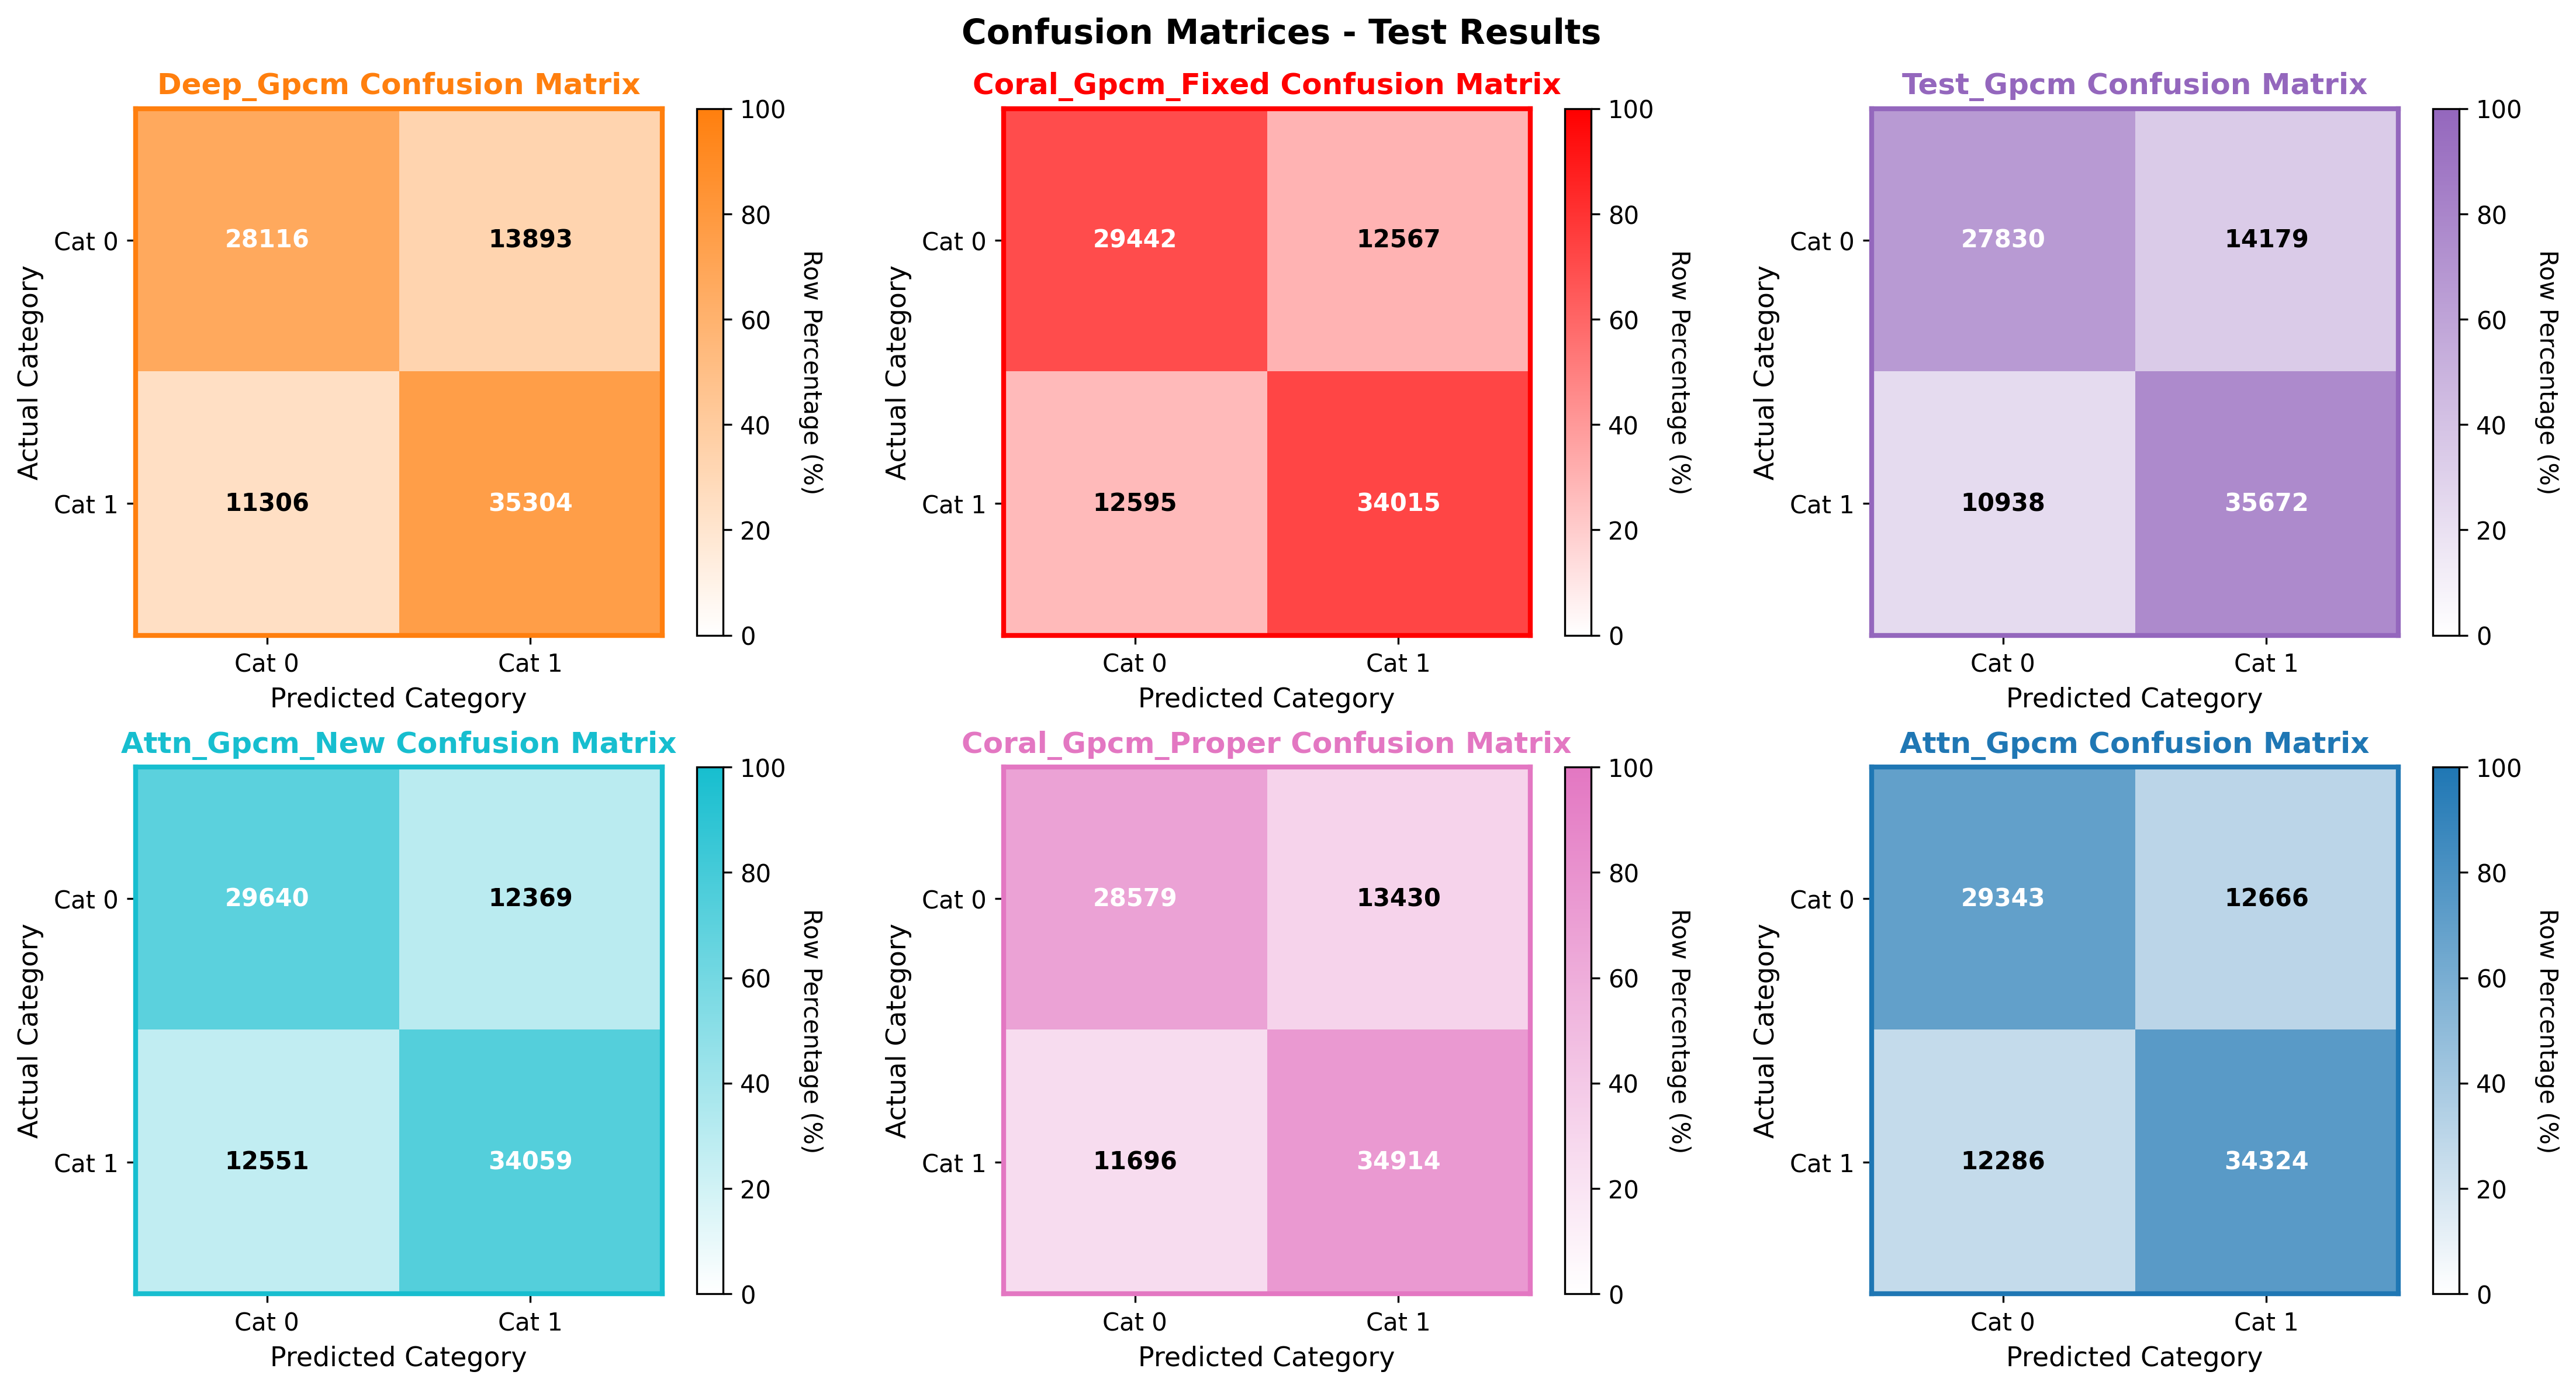 Confusion Matrices - Test Results
Deep_Gpcm Confusion Matrix
Actual Category
Cat 0
28116
13893
Cat 1
11306
35304
Cat 0
Cat 1
Predicted Category
100
80
60
40
20
0
Row Percentage (%)
Coral_Gpcm_Fixed Confusion Matrix
Actual Category
Cat 0
29442
12567
Cat 1
12595
34015
Cat 0
Cat 1
Predicted Category
100
80
60
40
20
0
Row Percentage (%)
Test_Gpcm Confusion Matrix
Actual Category
Cat 0
27830
14179
Cat 1
10938
35672
Cat 0
Cat 1
Predicted Category
100
80
60
40
20
0
Row Percentage (%)
Attn_Gpcm_New Confusion Matrix
Actual Category
Cat 0
29640
12369
Cat 1
12551
34059
Cat 0
Cat 1
Predicted Category
100
80
60
40
20
0
Row Percentage (%)
Coral_Gpcm_Proper Confusion Matrix
Actual Category
Cat 0
28579
13430
Cat 1
11696
34914
Cat 0
Cat 1
Predicted Category
100
80
60
40
20
0
Row Percentage (%)
Attn_Gpcm Confusion Matrix
Actual Category
Cat 0
29343
12666
Cat 1
12286
34324
Cat 0
Cat 1
Predicted Category
100
80
60
40
20
0
Row Percentage (%)